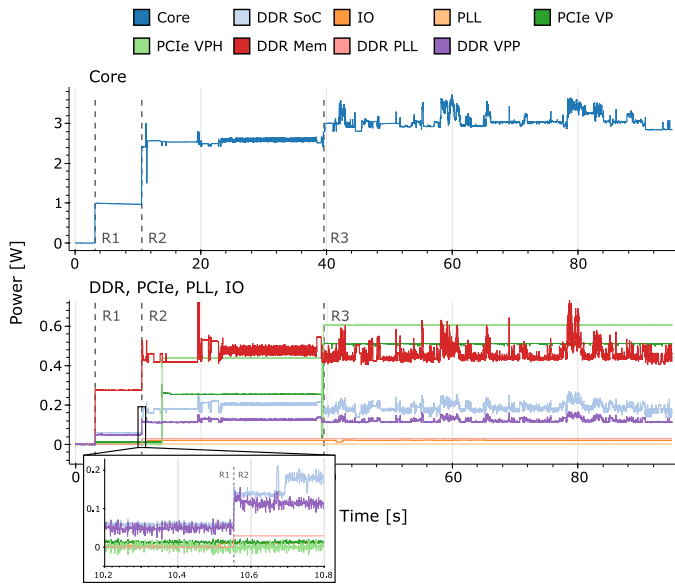 Core DDR SoC IO PLL PCIe VP
PCIe VPH DDR Mem DDR PLL DDR VPP
Core
3
2
1
0
R1 R2 R3
0 20 40 60 80
Power [W]
DDR, PCIe, PLL, IO
R1 R2 R3
0.6
0.4
0.2
0
0 40 60 80
Time [s]
0.2
0.1
0
R1 R2
10.2 10.4 10.6 10.8